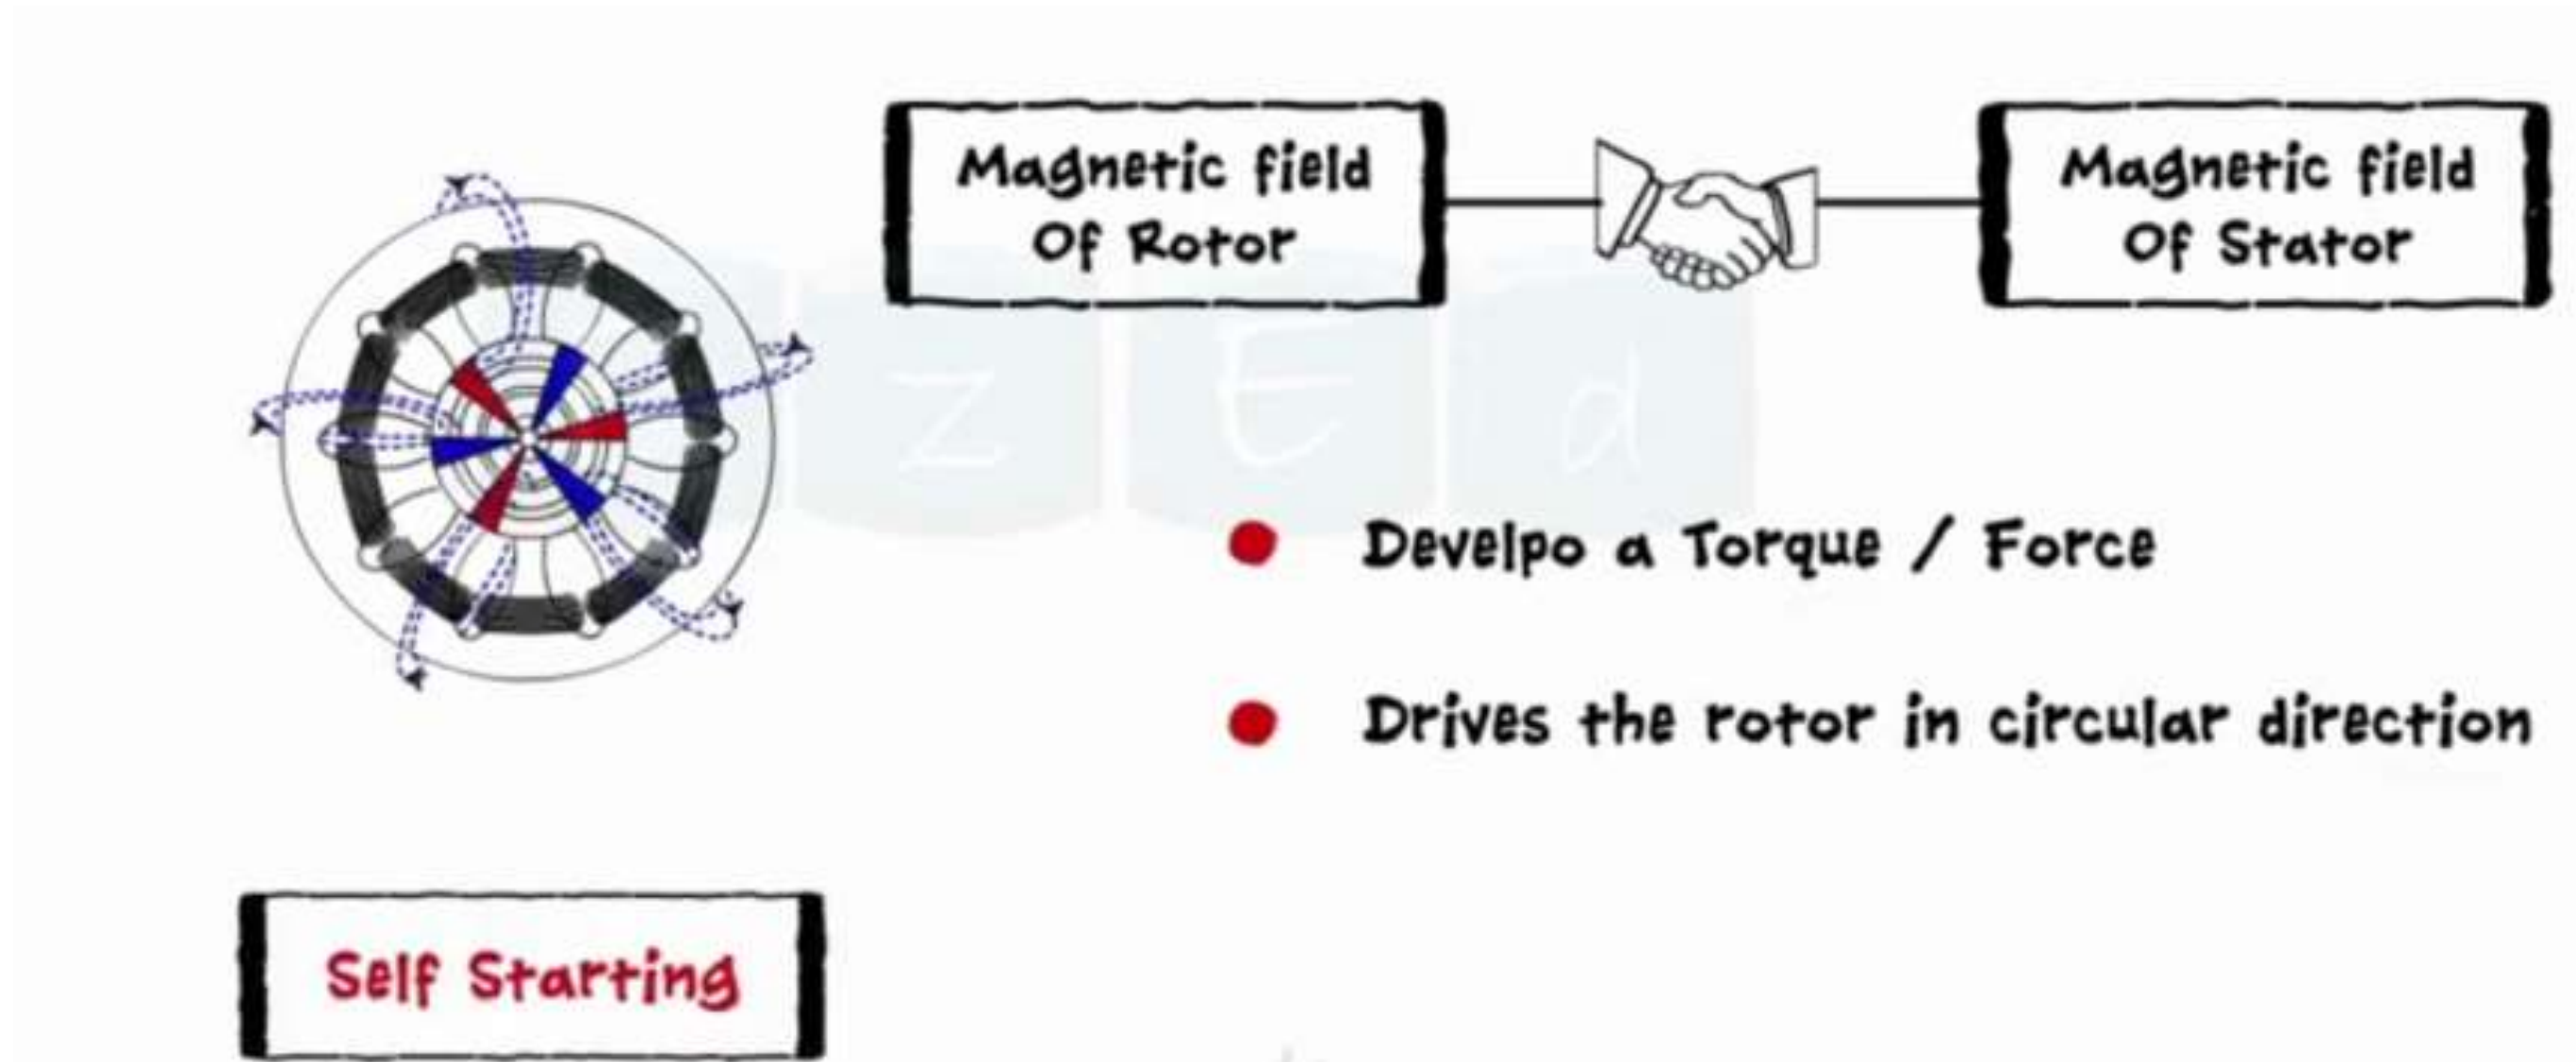 Magnetic field
Of Rotor
Magnetic field
Of Stator
z E d
Develpo a Torque / Force
Drives the rotor in circular direction
Self Starting